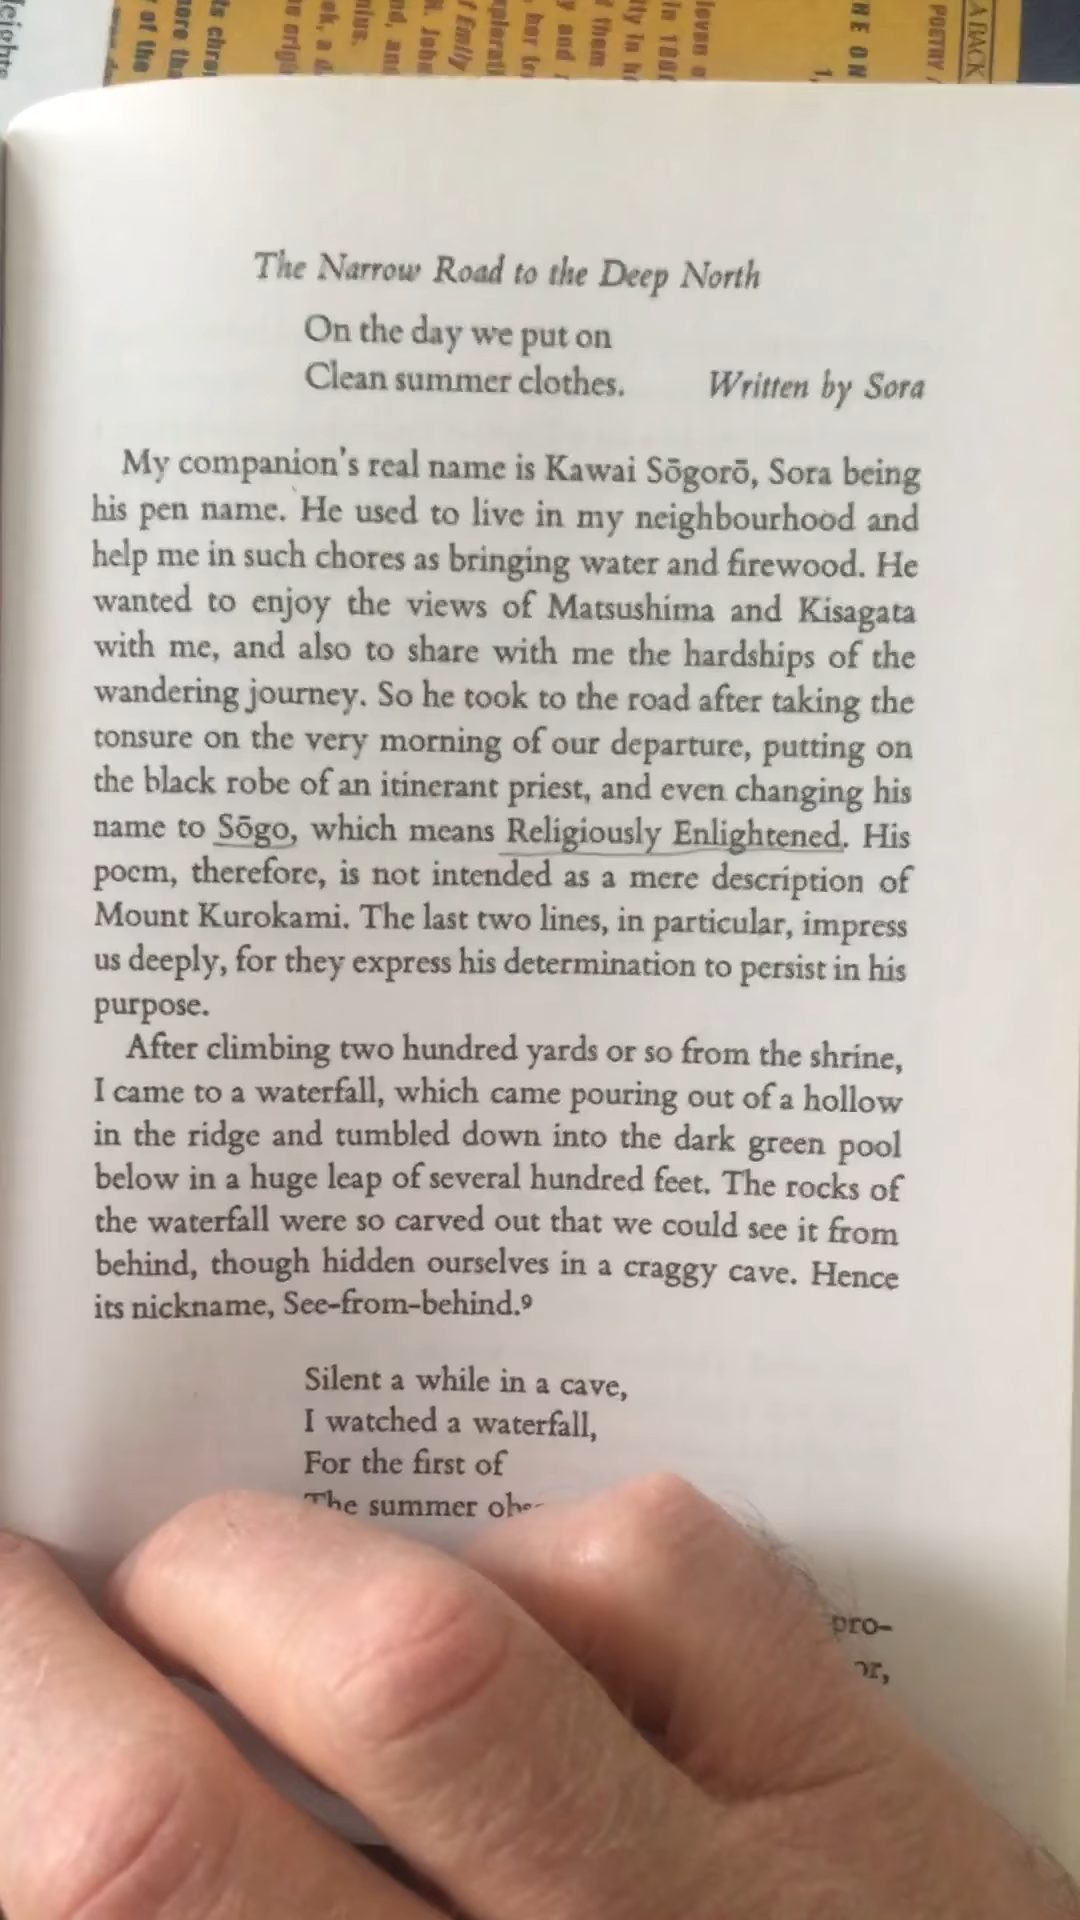 A BACK
POETRY /
The Narrow Road to the Deep North
On the day we put on
Clean summer clothes. Written by Sora
My companion's real name is Kawai Sōgorō, Sora being
his pen name. He used to live in my neighbourhood and
help me in such chores as bringing water and firewood. He
wanted to enjoy the views of Matsushima and Kisagata
with me, and also to share with me the hardships of the
wandering journey. So he took to the road after taking the
tonsure on the very morning of our departure, putting on
the black robe of an itinerant priest, and even changing his
name to Sōgo, which means Religiously Enlightened. His
poem, therefore, is not intended as a mere description of
Mount Kurokami. The last two lines, in particular, impress
us deeply, for they express his determination to persist in his
purpose.
After climbing two hundred yards or so from the shrine,
I came to a waterfall, which came pouring out of a hollow
in the ridge and tumbled down into the dark green pool
below in a huge leap of several hundred feet. The rocks of
the waterfall were so carved out that we could see it from
behind, though hidden ourselves in a craggy cave. Hence
its nickname, See-from-behind.⁹
Silent a while in a cave,
I watched a waterfall,
For the first of
The summer
pro-